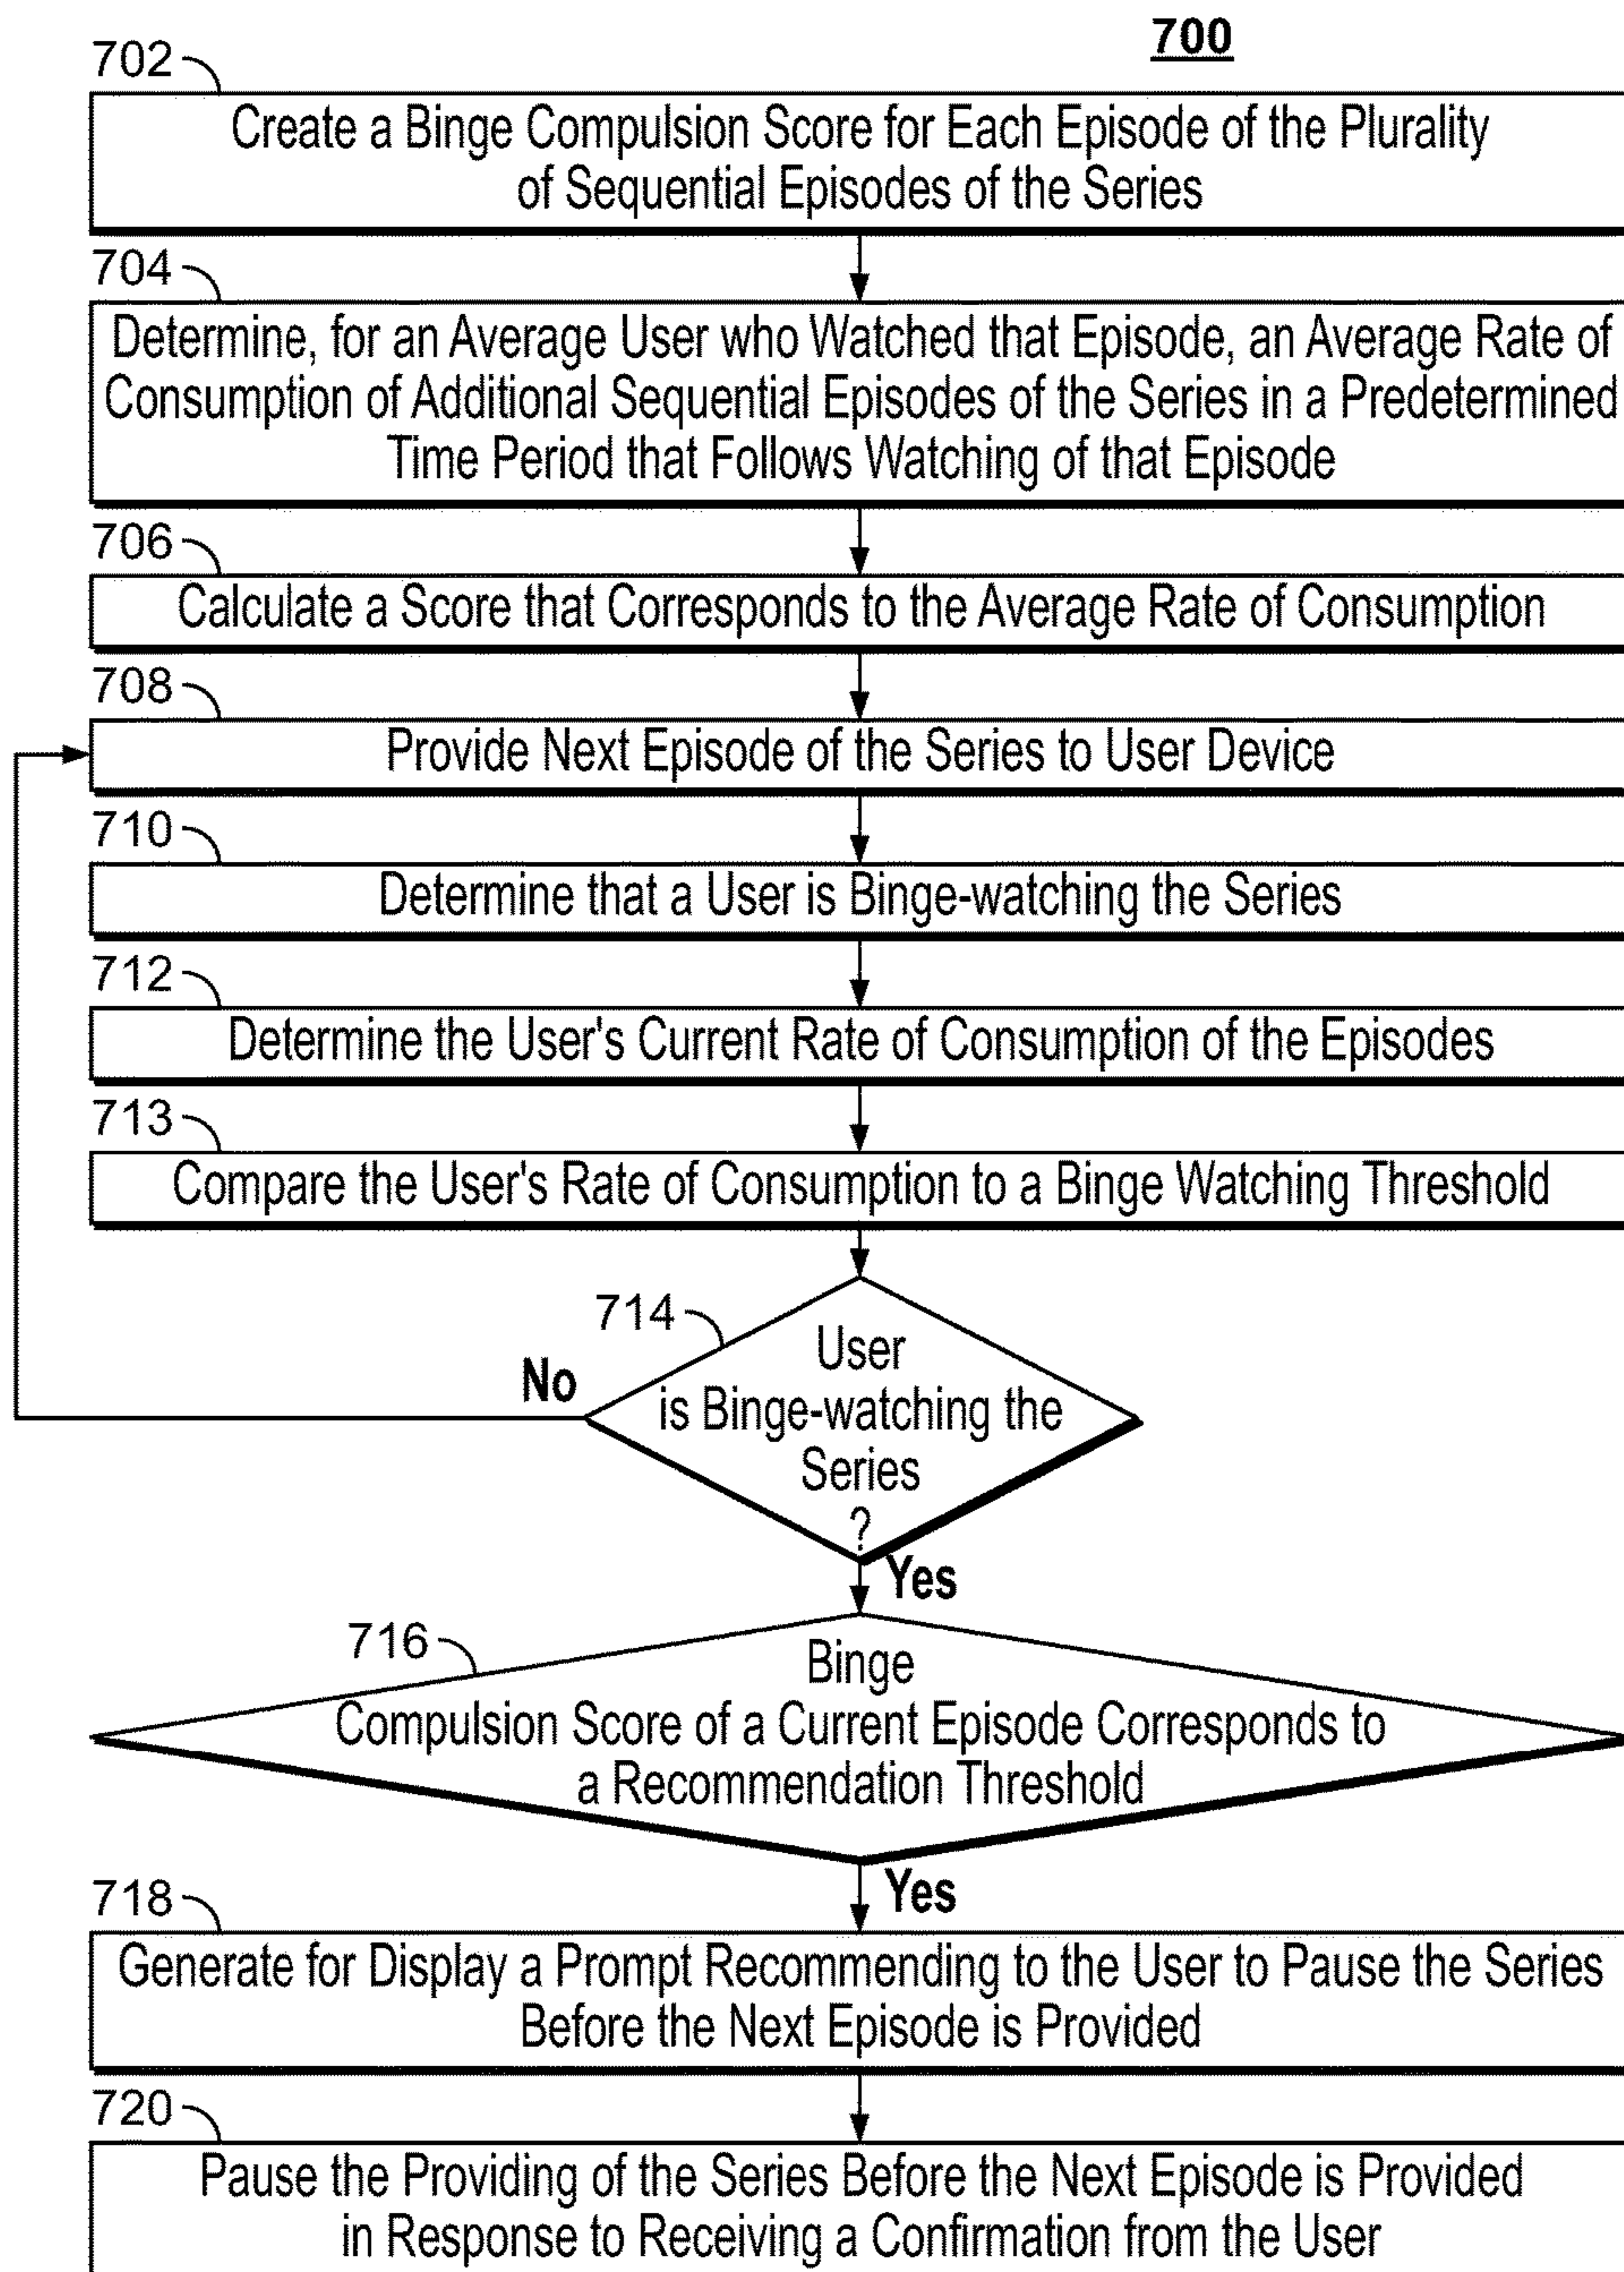 700
702
Create a Binge Compulsion Score for Each Episode of the Plurality
of Sequential Episodes of the Series
704
Determine, for an Average User who Watched that Episode, an Average Rate of
Consumption of Additional Sequential Episodes of the Series in a Predetermined
Time Period that Follows Watching of that Episode
706
Calculate a Score that Corresponds to the Average Rate of Consumption
708
Provide Next Episode of the Series to User Device
710
Determine that a User is Binge-watching the Series
712
Determine the User's Current Rate of Consumption of the Episodes
713
Compare the User's Rate of Consumption to a Binge Watching Threshold
714
User
is Binge-watching the
Series
?
No
Yes
716
Binge
Compulsion Score of a Current Episode Corresponds to
a Recommendation Threshold
Yes
718
Generate for Display a Prompt Recommending to the User to Pause the Series
Before the Next Episode is Provided
720
Pause the Providing of the Series Before the Next Episode is Provided
in Response to Receiving a Confirmation from the User